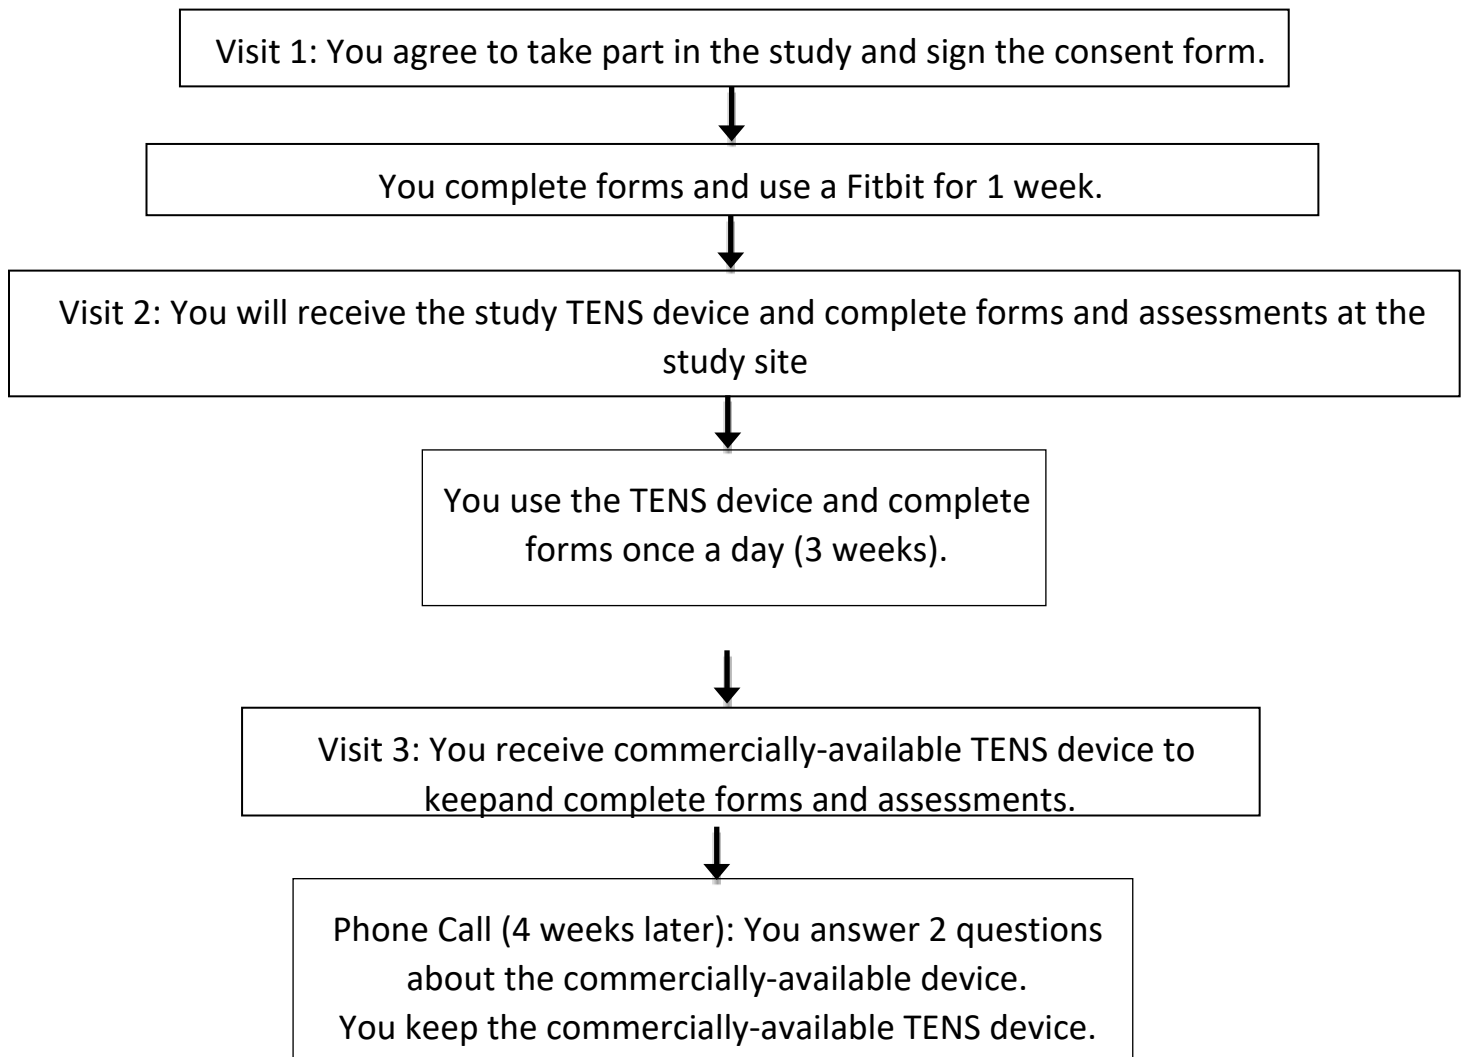 Visit 1: You agree to take part in the study and sign the consent form.
You complete forms and use a Fitbit for 1 week.
Visit 2: You will receive the study TENS device and complete forms and assessments at the
study site
You use the TENS device and complete
forms once a day (3 weeks).
Visit 3: You receive commercially-available TENS device to
keepand complete forms and assessments.
Phone Call (4 weeks later): You answer 2 questions
about the commercially-available device.
You keep the commercially-available TENS device.